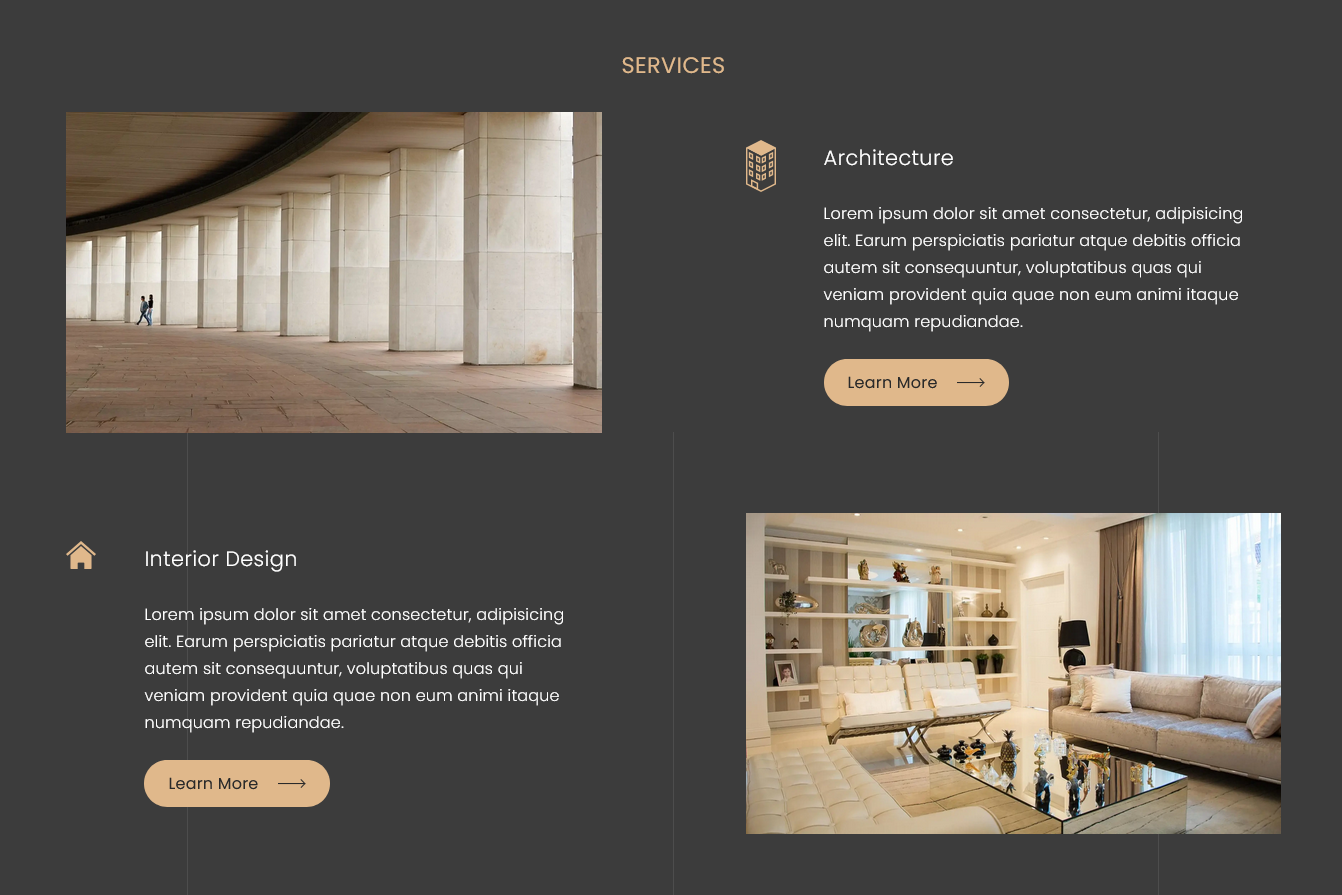 SERVICES
Architecture
Lorem ipsum dolor sit amet consectetur, adipisicing
elit. Earum perspiciatis pariatur atque debitis officia
autem sit consequuntur, voluptatibus quas qui
veniam provident quia quae non eum animi itaque
numquam repudiandae.
Learn More
Interior Design
Lorem ipsum dolor sit amet consectetur, adipisicing
elit. Earum perspiciatis pariatur atque debitis officia
autem sit consequuntur, voluptatibus quas qui
veniam provident quia quae non eum animi itaque
numquam repudiandae.
Learn More